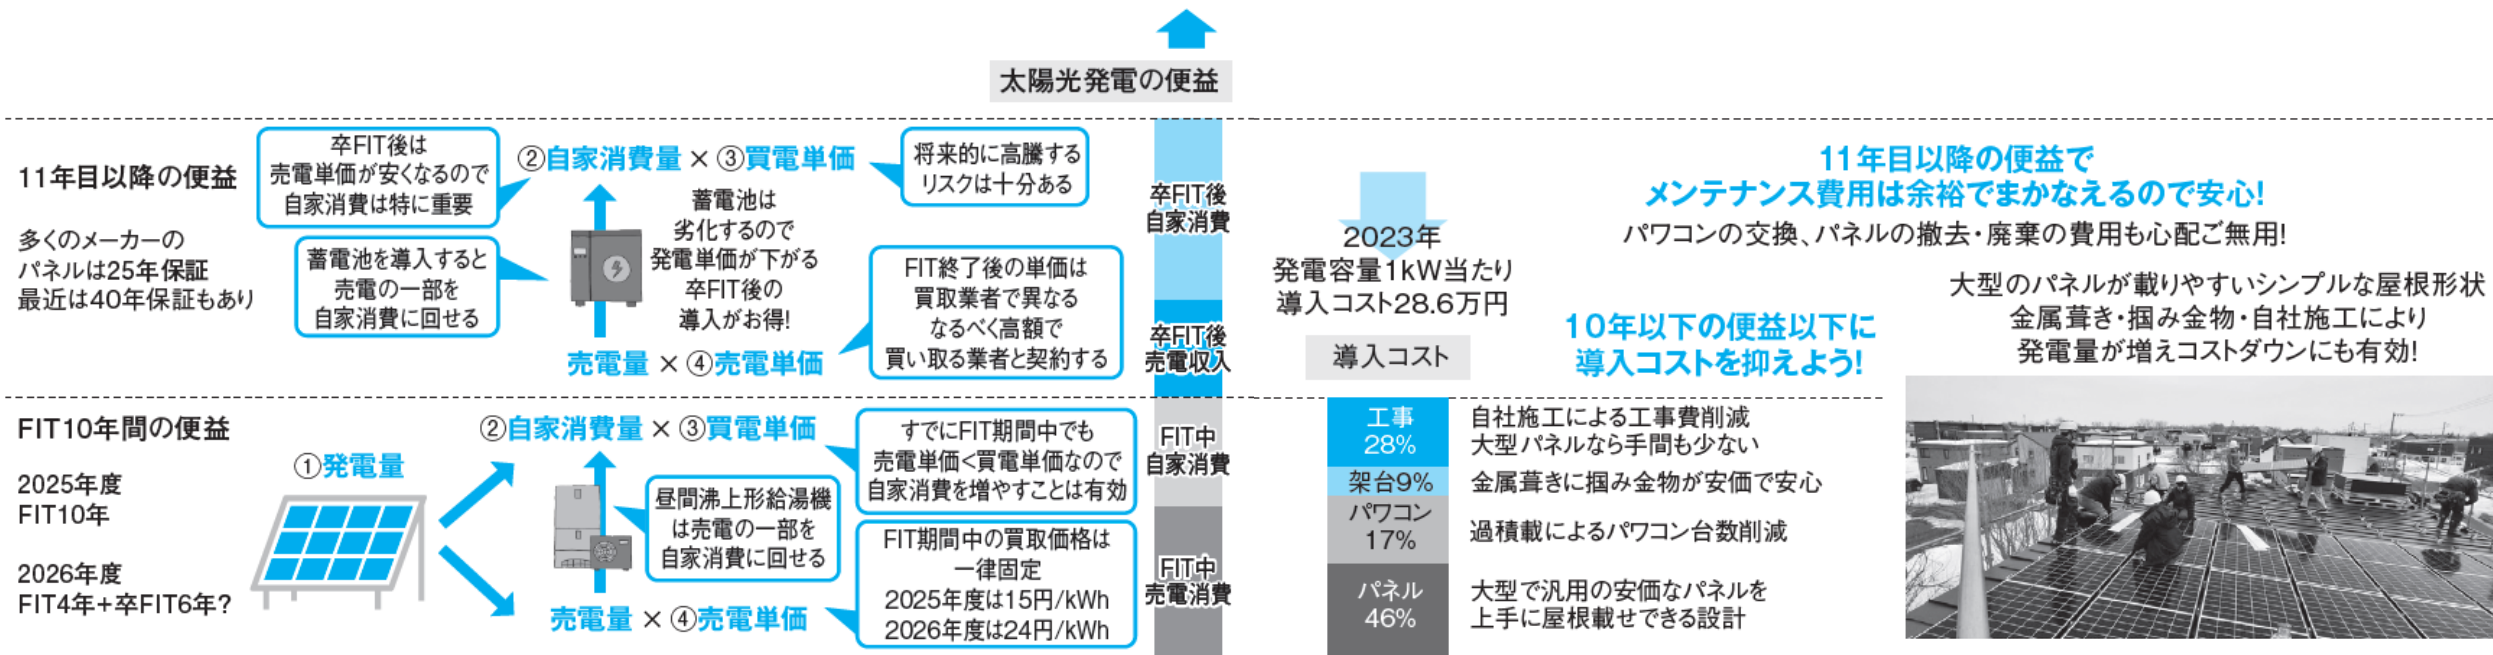 太陽光発電の便益
11年目以降の便益
多くのメーカーの
パネルは25年保証
最近は40年保証もあり
卒FIT後は
売電単価が安くなるので
自家消費は特に重要
②自家消費量 × ③買電単価
将来的に高騰する
リスクは十分ある
蓄電池を導入すると
売電の一部を
自家消費に回せる
蓄電池は
劣化するので
発電単価が下がる
卒FIT後の
導入がお得!
FIT終了後の単価は
買取業者で異なる
なるべく高額で
買い取る業者と契約する
売電量 × ④売電単価
卒FIT後
自家消費
卒FIT後
売電収入
FIT10年間の便益
2025年度
FIT10年
2026年度
FIT4年+卒FIT6年?
①発電量
②自家消費量 × ③買電単価
すでにFIT期間中でも
売電単価<買電単価なので
自家消費を増やすことは有効
昼間沸上形給湯機
は売電の一部を
自家消費に回せる
FIT期間中の買取価格は
一律固定
2025年度は15円/kWh
2026年度は24円/kWh
売電量 × ④売電単価
FIT中
自家消費
FIT中
売電消費
2023年
発電容量1kW当たり
導入コスト28.6万円
導入コスト
11年目以降の便益で
メンテナンス費用は余裕でまかなえるので安心!
パワコンの交換、パネルの撤去・廃棄の費用も心配ご無用!
10年以下の便益以下に
導入コストを抑えよう!
大型のパネルが載りやすいシンプルな屋根形状
金属葺き・掴み金物・自社施工により
発電量が増えコストダウンにも有効!
工事
28%
自社施工による工事費削減
大型パネルなら手間も少ない
架台9%
金属葺きに掴み金物が安価で安心
パワコン
17%
過積載によるパワコン台数削減
パネル
46%
大型で汎用の安価なパネルを
上手に屋根載せできる設計